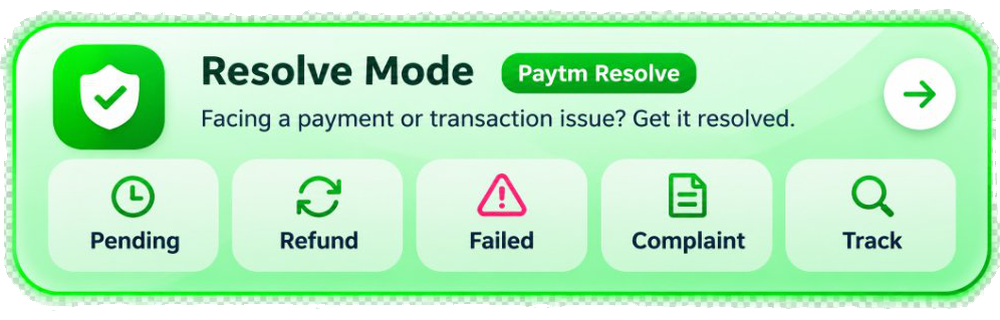 Resolve Mode
Paytm Resolve
Facing a payment or transaction issue? Get it resolved.
Pending
Refund
Failed
Complaint
Track